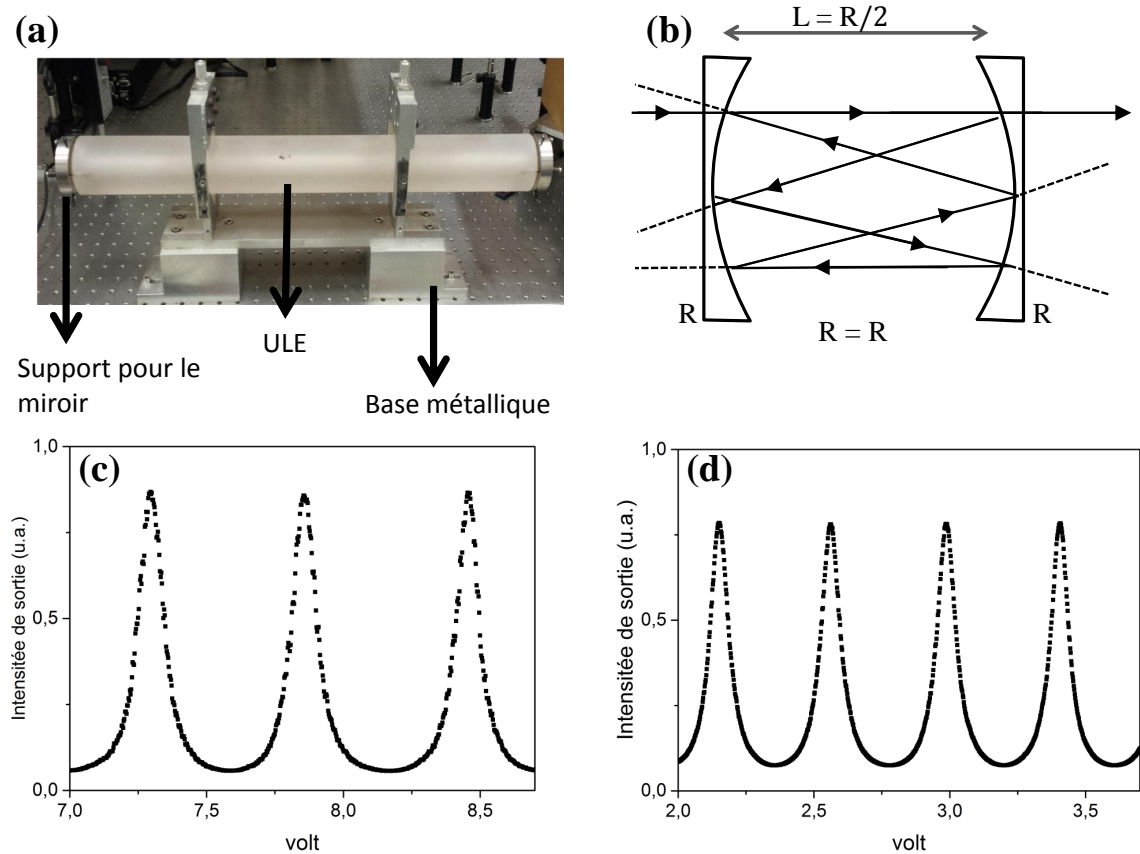 (a)
Support pour le
miroir
ULE
Base métallique
(b)
L = R/2
R
R = R
R
(c)
Intensitée de sortie (u.a.)
1,0
0,5
0,0
7,0 7,5 8,0 8,5
volt
(d)
Intensitée de sortie (u.a.)
1,0
0,5
0,0
2,0 2,5 3,0 3,5
volt